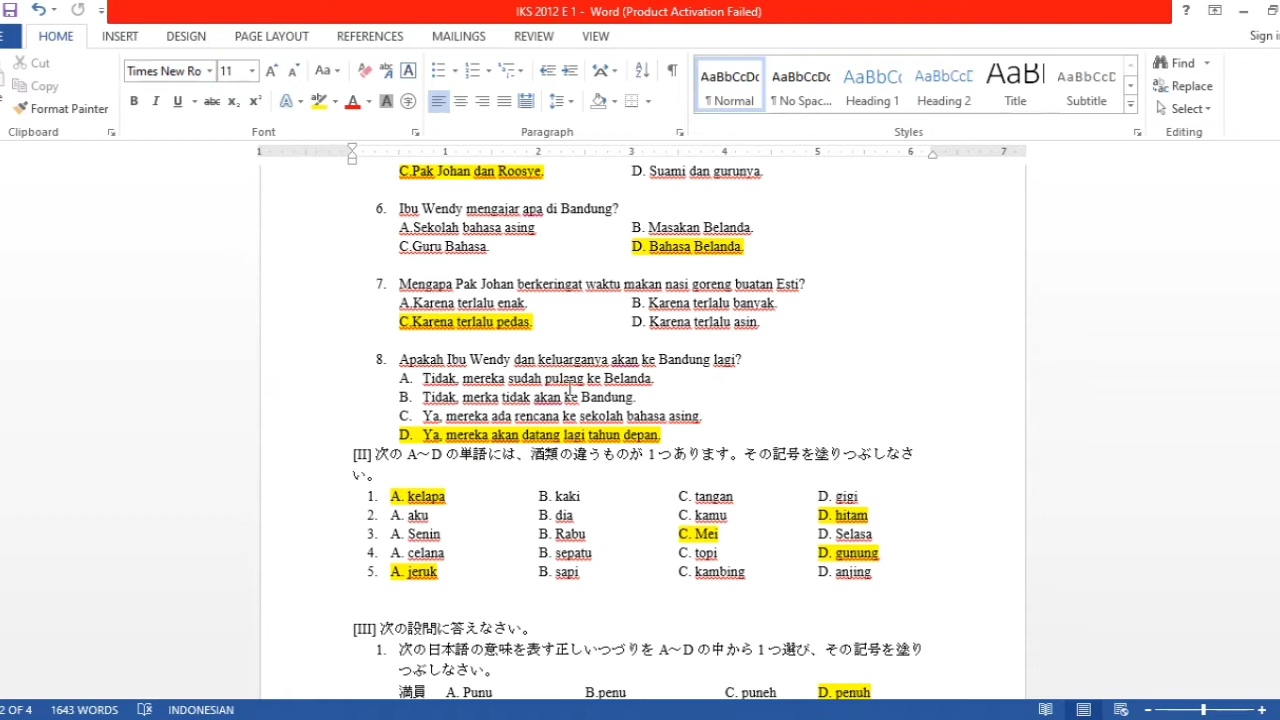 IKS 2012 E 1 - Word (Product Activation Failed)
HOME INSERT DESIGN PAGE LAYOUT REFERENCES MAILINGS REVIEW VIEW Sign i
Cut
Copy
Format Painter
Times New Ro 11
AaBbCcDc AaBbCcDc AaBbCcC AaBbCcC AaB AaBbCcD
¶ Normal ¶ No Spac... Heading 1 Heading 2 Title Subtitle
Find
Replace
Select
Clipboard Font Paragraph Styles Editing
1 1 2 3 4 5 6 7
C.Pak Johan dan Roosye. D. Suami dan gurunya.
6. Ibu Wendy mengajar apa di Bandung?
A.Sekolah bahasa asing B. Masakan Belanda.
C.Guru Bahasa. D. Bahasa Belanda.
7. Mengapa Pak Johan berkeringat waktu makan nasi goreng buatan Esti?
A.Karena terlalu enak. B. Karena terlalu banyak.
C.Karena terlalu pedas. D. Karena terlalu asin.
8. Apakah Ibu Wendy dan keluarganya akan ke Bandung lagi?
A. Tidak, mereka sudah pulang ke Belanda.
B. Tidak, merka tidak akan ke Bandung.
C. Ya, mereka ada rencana ke sekolah bahasa asing.
D. Ya, mereka akan datang lagi tahun depan.
[II] 次の A～D の単語には、酒類の違うものが 1 つあります。その記号を塗りつぶしなさ
い。
1. A. kelapa B. kaki C. tangan D. gigi
2. A. aku B. dia C. kamu D. hitam
3. A. Senin B. Rabu C. Mei D. Selasa
4. A. celana B. sepatu C. topi D. gunung
5. A. jeruk B. sapi C. kambing D. anjing
[III] 次の設問に答えなさい。
1. 次の日本語の意味を表す正しいつづりを A～D の中から 1 つ選び、その記号を塗り
つぶしなさい。
満員 A. Punu B.penu C. puneh D. penuh
2 OF 4 1643 WORDS INDONESIAN